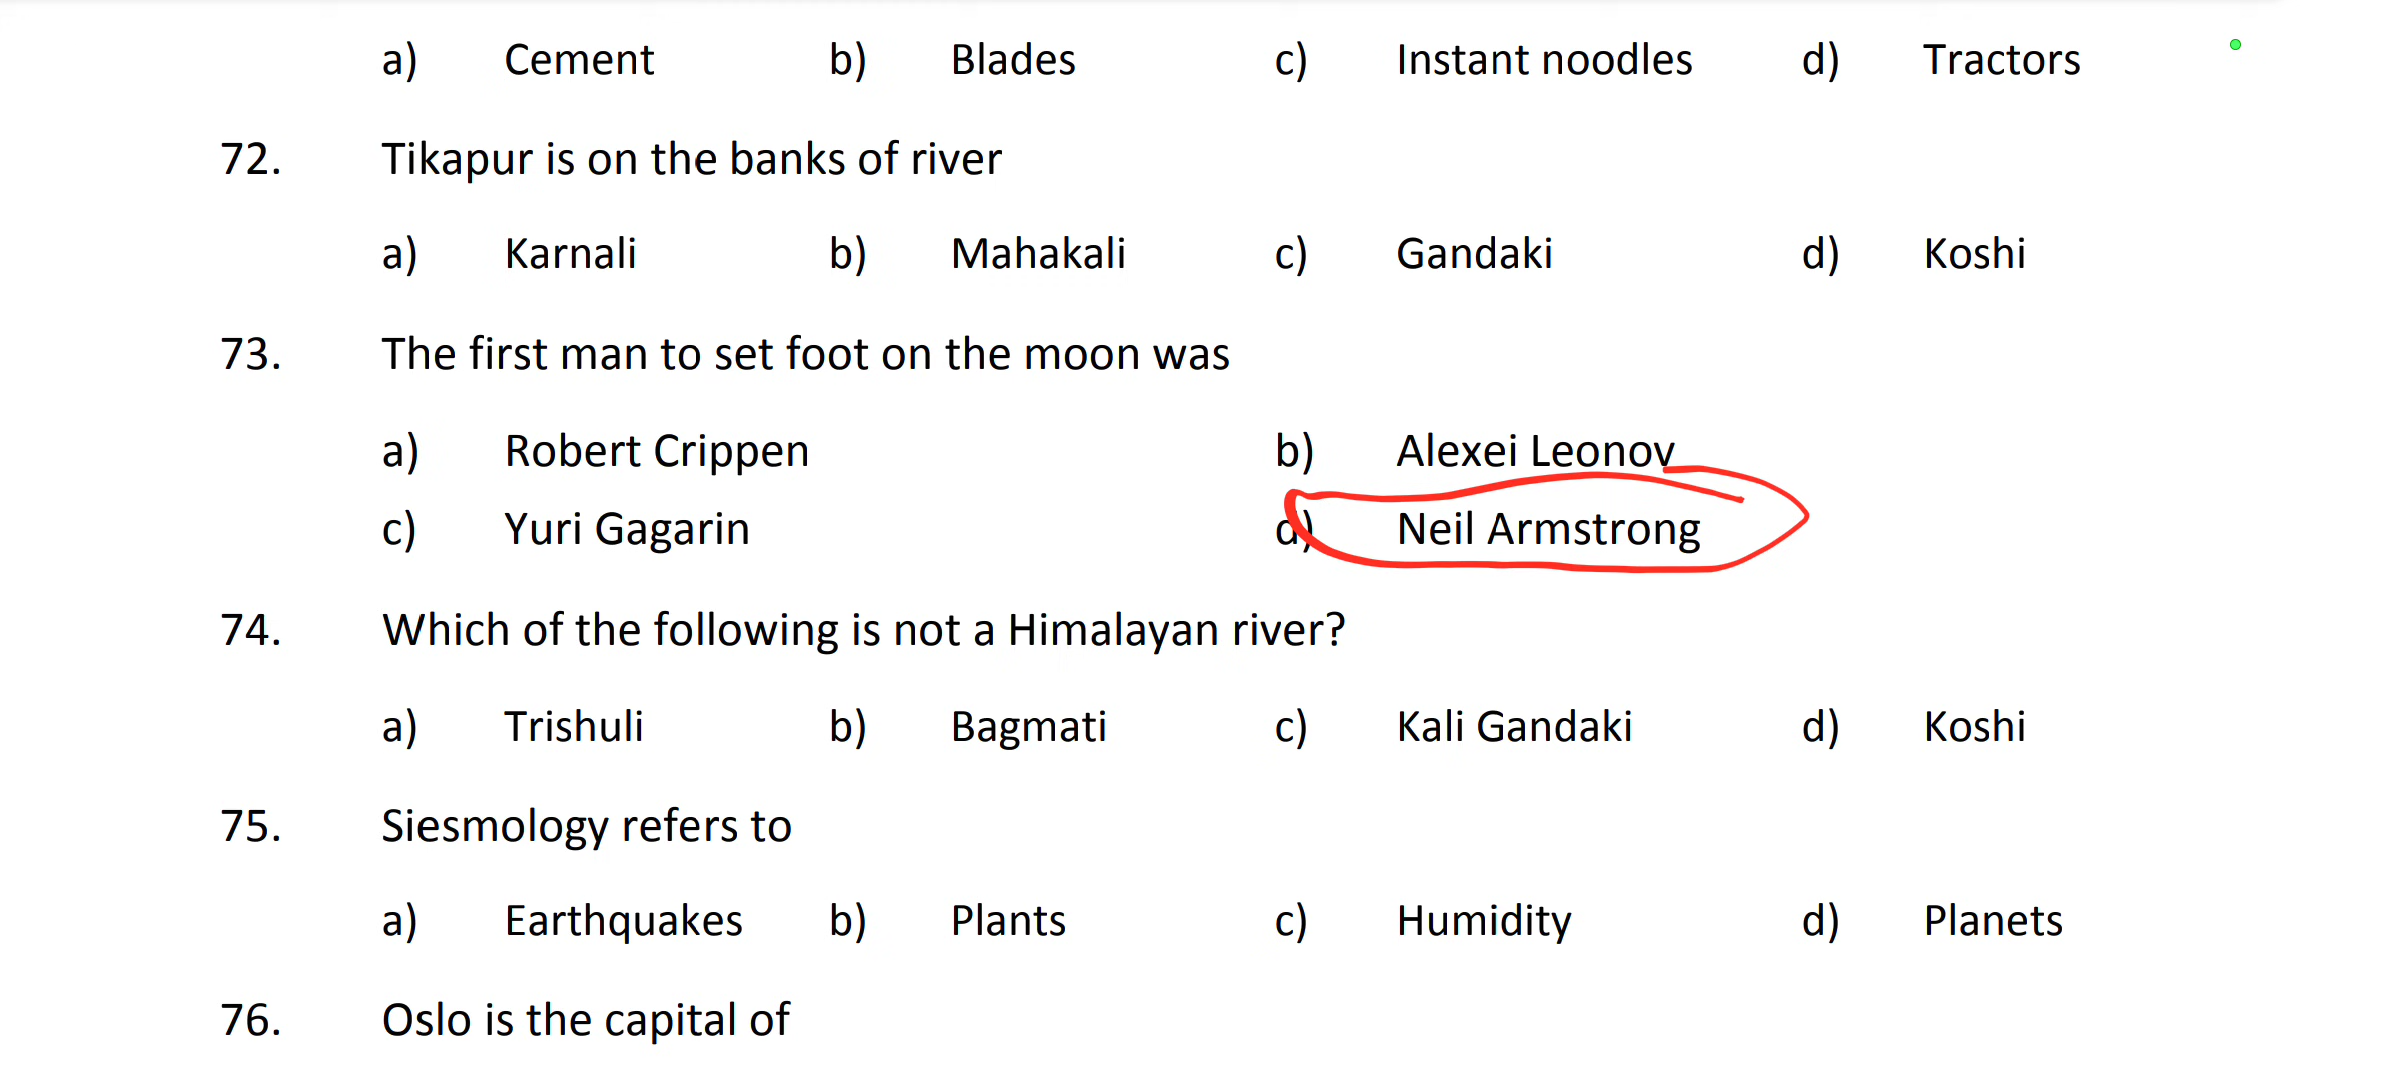 a) Cement b) Blades c) Instant noodles d) Tractors
72. Tikapur is on the banks of river
a) Karnali b) Mahakali c) Gandaki d) Koshi
73. The first man to set foot on the moon was
a) Robert Crippen b) Alexei Leonov
c) Yuri Gagarin d) Neil Armstrong
74. Which of the following is not a Himalayan river?
a) Trishuli b) Bagmati c) Kali Gandaki d) Koshi
75. Siesmology refers to
a) Earthquakes b) Plants c) Humidity d) Planets
76. Oslo is the capital of